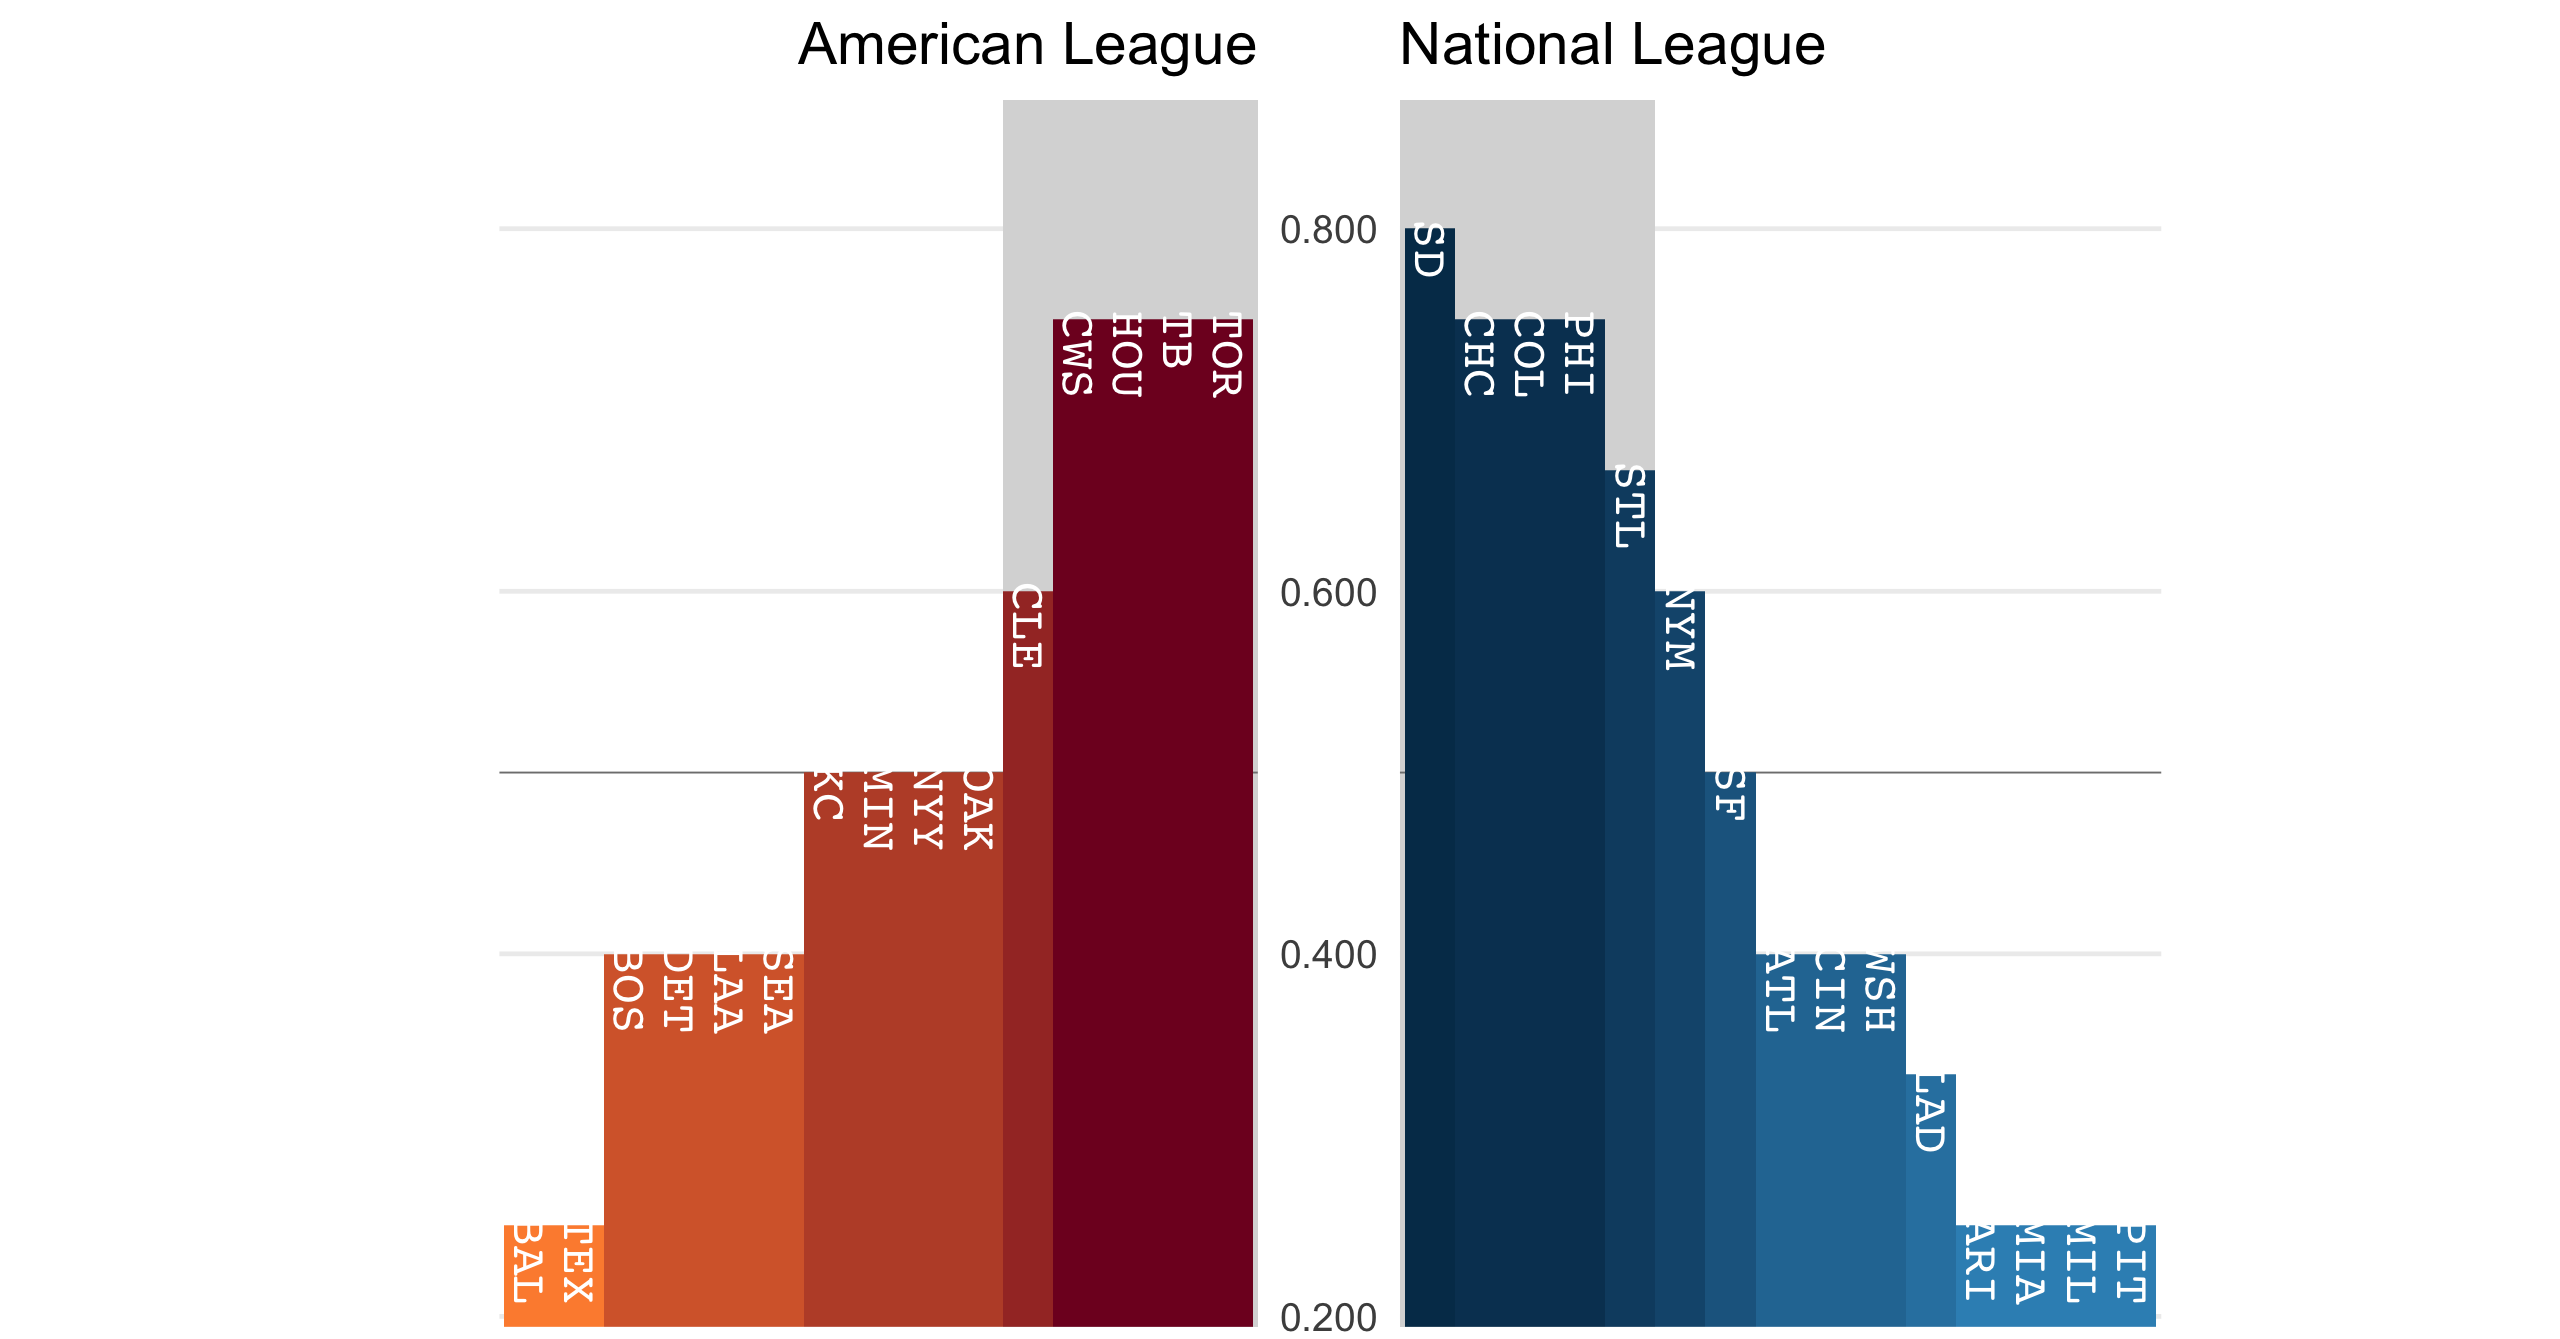 American League
National League
0.800
0.600
0.400
0.200
BAL
TEX
BOS
DET
LAA
SEA
KC
MIN
NYY
OAK
CLE
CWS
HOU
TB
TOR
SD
CHC
COL
PHI
STL
NYM
SF
ATL
CIN
WSH
LAD
ARI
MIA
MIL
PIT